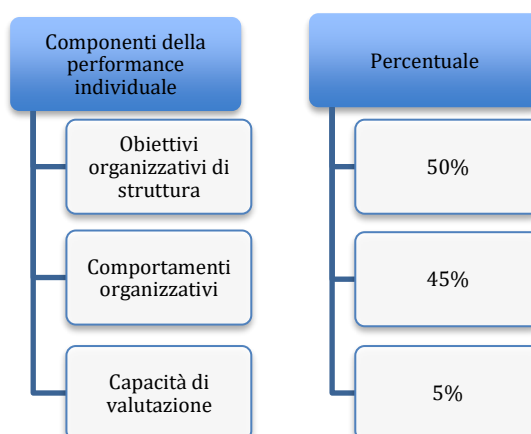 Componenti della
performance
individuale
Percentuale
Obiettivi
organizzativi di
struttura
50%
Comportamenti
organizzativi
45%
Capacità di
valutazione
5%